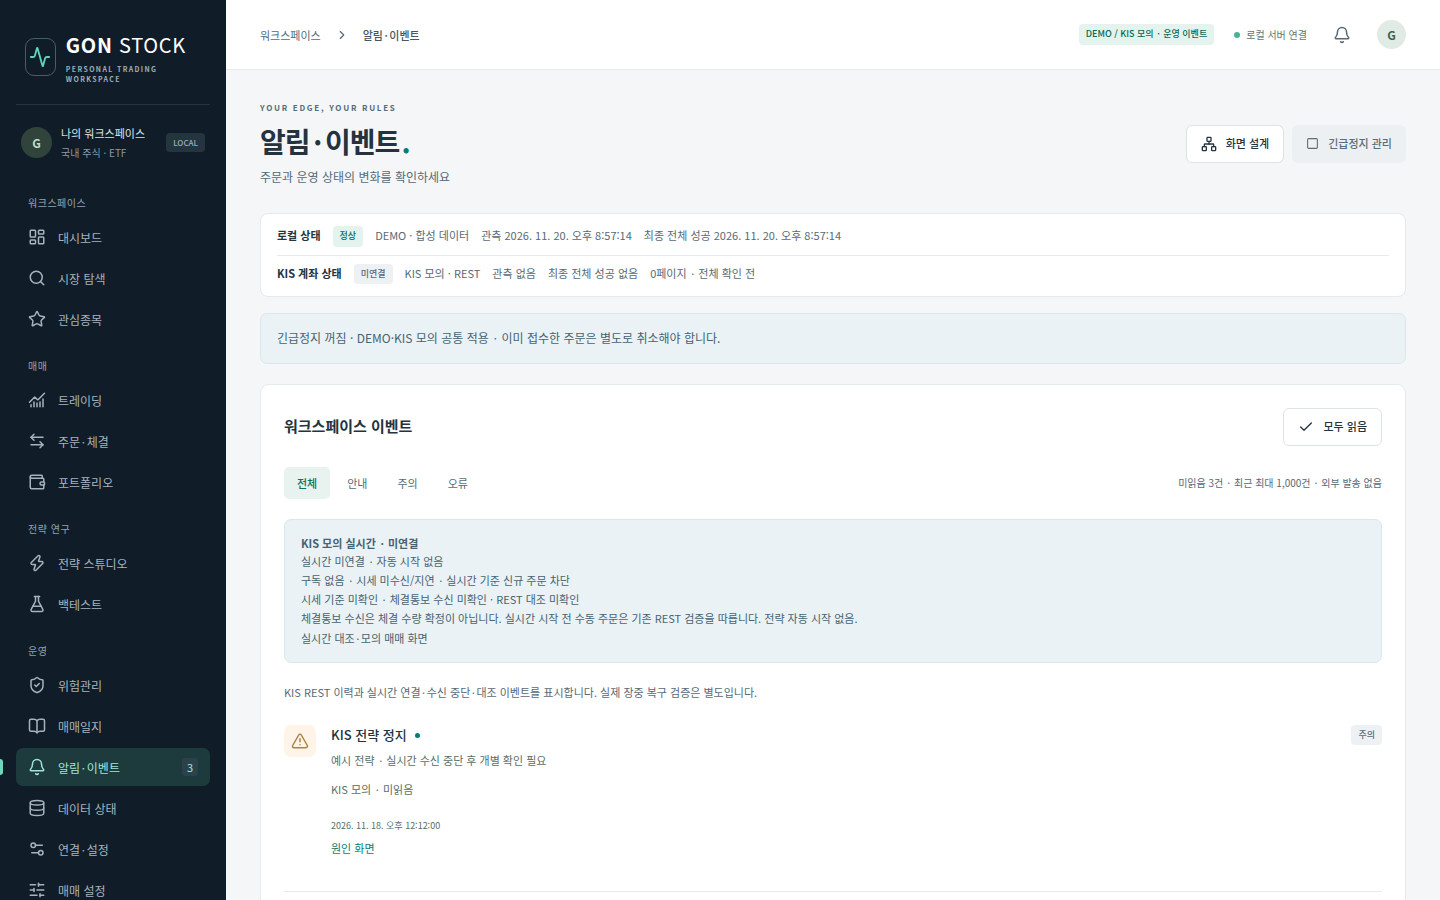 GON STOCK
PERSONAL TRADING
WORKSPACE
G
나의 워크스페이스
국내 주식 · ETF
LOCAL
워크스페이스
대시보드
시장 탐색
관심종목
매매
트레이딩
주문·체결
포트폴리오
전략 연구
전략 스튜디오
백테스트
운영
위험관리
매매일지
알림·이벤트
3
데이터 상태
연결·설정
매매 설정
워크스페이스 > 알림·이벤트
DEMO / KIS 모의 · 운영 이벤트
로컬 서버 연결
G
YOUR EDGE, YOUR RULES
알림·이벤트.
주문과 운영 상태의 변화를 확인하세요
화면 설계
긴급정지 관리
로컬 상태 정상 DEMO · 합성 데이터 관측 2026. 11. 20. 오후 8:57:14 최종 전체 성공 2026. 11. 20. 오후 8:57:14
KIS 계좌 상태 미연결 KIS 모의 · REST 관측 없음 최종 전체 성공 없음 0페이지 · 전체 확인 전
긴급정지 꺼짐 · DEMO·KIS 모의 공통 적용 · 이미 접수한 주문은 별도로 취소해야 합니다.
워크스페이스 이벤트
모두 읽음
전체 안내 주의 오류
미읽음 3건 · 최근 최대 1,000건 · 외부 발송 없음
KIS 모의 실시간 · 미연결
실시간 미연결 · 자동 시작 없음
구독 없음 · 시세 미수신/지연 · 실시간 기준 신규 주문 차단
시세 기준 미확인 · 체결통보 수신 미확인 · REST 대조 미확인
체결통보 수신은 체결 수량 확정이 아닙니다. 실시간 시작 전 수동 주문은 기존 REST 검증을 따릅니다. 전략 자동 시작 없음.
실시간 대조·모의 매매 화면
KIS REST 이력과 실시간 연결·수신 중단·대조 이벤트를 표시합니다. 실제 장중 복구 검증은 별도입니다.
KIS 전략 정지
주의
예시 전략 · 실시간 수신 중단 후 개별 확인 필요
KIS 모의 · 미읽음
2026. 11. 18. 오후 12:12:00
원인 화면